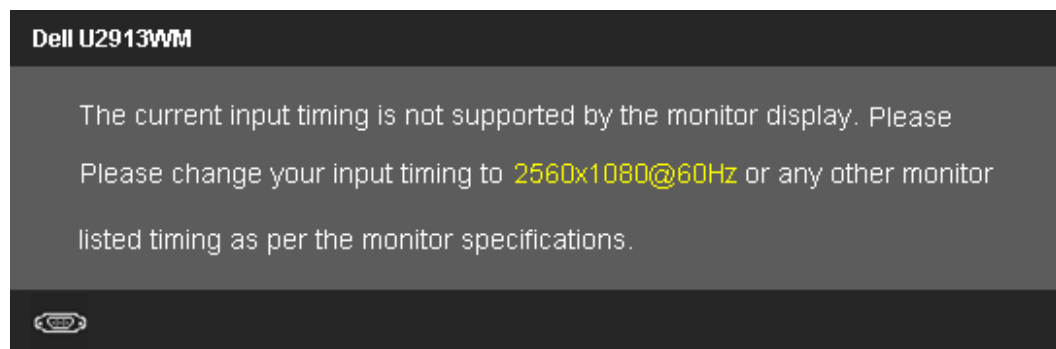 Dell U2913WM
The current input timing is not supported by the monitor display. Please
Please change your input timing to 2560x1080@60Hz or any other monitor
listed timing as per the monitor specifications.